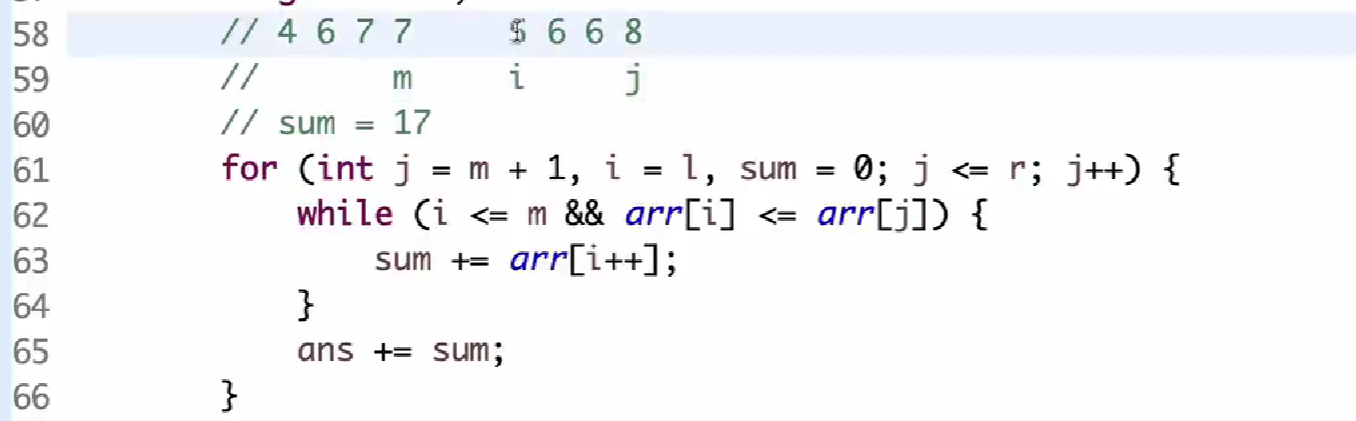 58 // 4 6 7 7     5 6 6 8
59 //       m     i     j
60 // sum = 17
61 for (int j = m + 1, i = l, sum = 0; j <= r; j++) {
62     while (i <= m && arr[i] <= arr[j]) {
63         sum += arr[i++];
64     }
65     ans += sum;
66 }